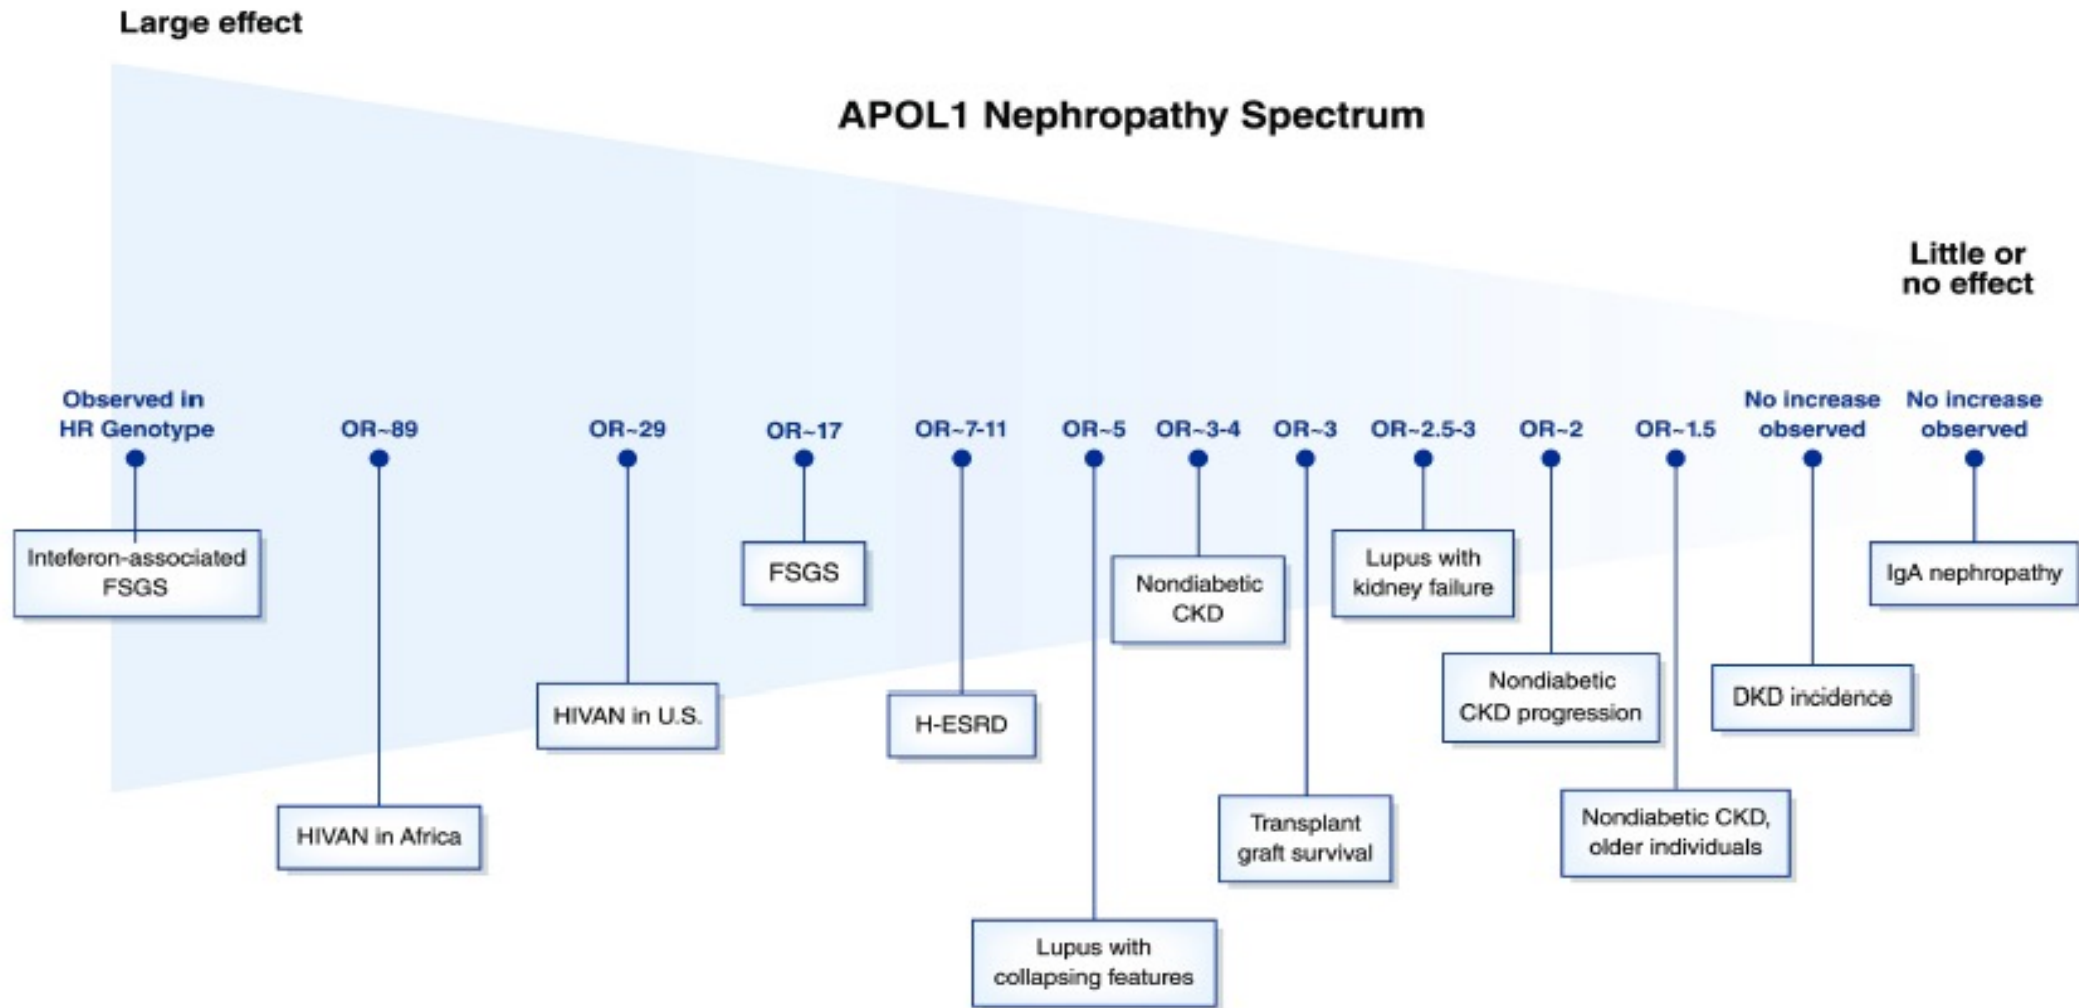 Large effect
APOL1 Nephropathy Spectrum
Little or
no effect
Observed in
HR Genotype
OR~89
OR~29
OR~17
OR~7-11
OR~5
OR~3-4
OR~3
OR~2.5-3
OR~2
OR~1.5
No increase
observed
No increase
observed
Inteferon-associated
FSGS
HIVAN in Africa
HIVAN in U.S.
FSGS
H-ESRD
Lupus with
collapsing features
Nondiabetic
CKD
Transplant
graft survival
Lupus with
kidney failure
Nondiabetic
CKD progression
Nondiabetic CKD,
older individuals
DKD incidence
IgA nephropathy